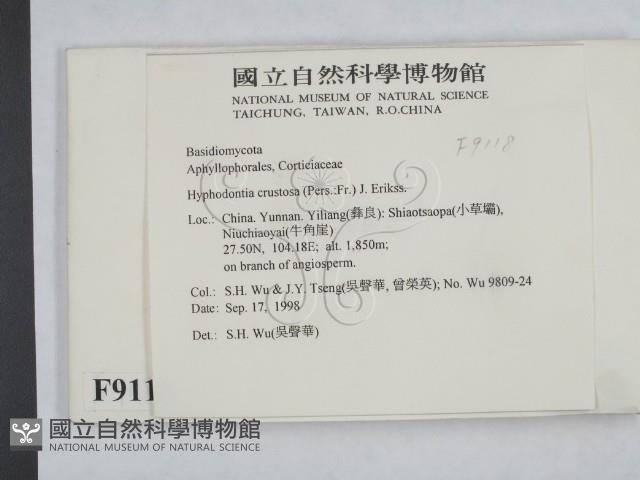 國立自然科學博物館
NATIONAL MUSEUM OF NATURAL SCIENCE
TAICHUNG, TAIWAN, R.O.CHINA
F9118
Basidiomycota
Aphyllophorales, Corticiaceae
Hyphodontia crustosa (Pers.:Fr.) J. Erikss.
Loc.: China. Yunnan. Yiliang(彝良): Shiaotsaopa(小草壩),
Niuchiaoyai(牛角崖)
27.50N, 104.18E; alt. 1,850m;
on branch of angiosperm.
Col.: S.H. Wu & J.Y. Tseng(吳聲華, 曾榮英); No. Wu 9809-24
Date: Sep. 17, 1998
Det.: S.H. Wu(吳聲華)
F911
國立自然科學博物館
NATIONAL MUSEUM OF NATURAL SCIENCE